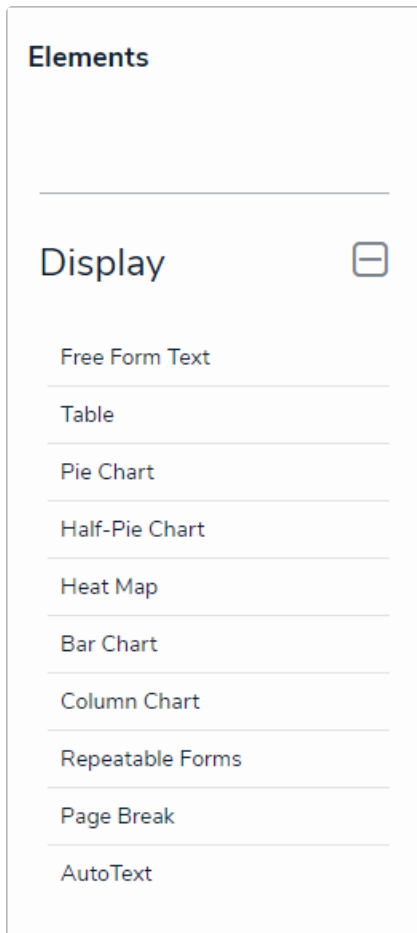 Elements
Display
Free Form Text
Table
Pie Chart
Half-Pie Chart
Heat Map
Bar Chart
Column Chart
Repeatable Forms
Page Break
AutoText